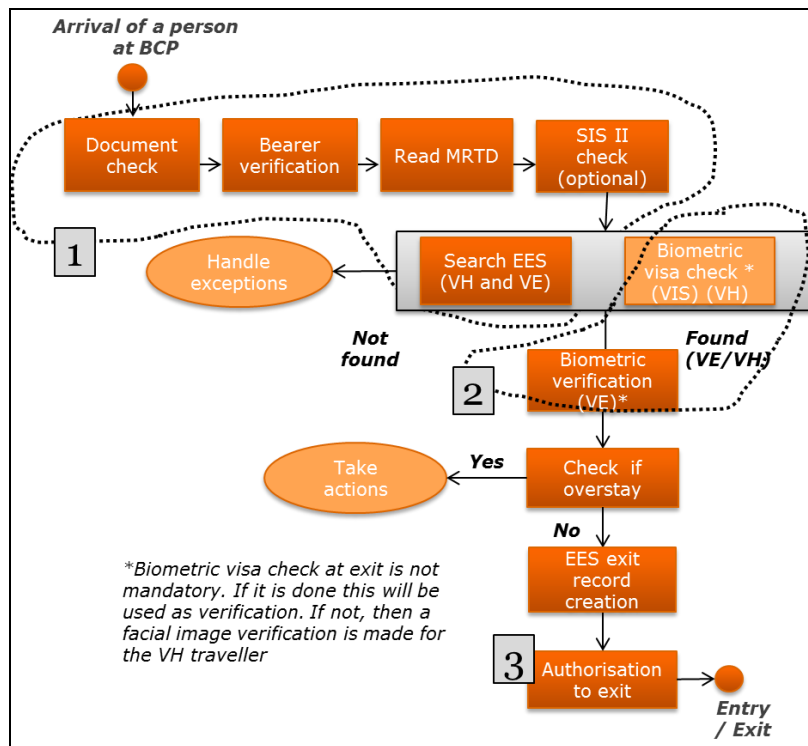 Arrival of a person
at BCP
Document
check
Bearer
verification
Read MRTD
SIS II
check
(optional)
1
Handle
exceptions
Search EES
(VH and VE)
Biometric
visa check *
(VIS) (VH)
Not
found
Found
(VE/VH)
2
Biometric
verification
(VE)*
Take
actions
Yes
Check if
overstay
No
*Biometric visa check at exit is not
mandatory. If it is done this will be
used as verification. If not, then a
facial image verification is made for
the VH traveller
EES exit
record
creation
3
Authorisation
to exit
Entry
/ Exit